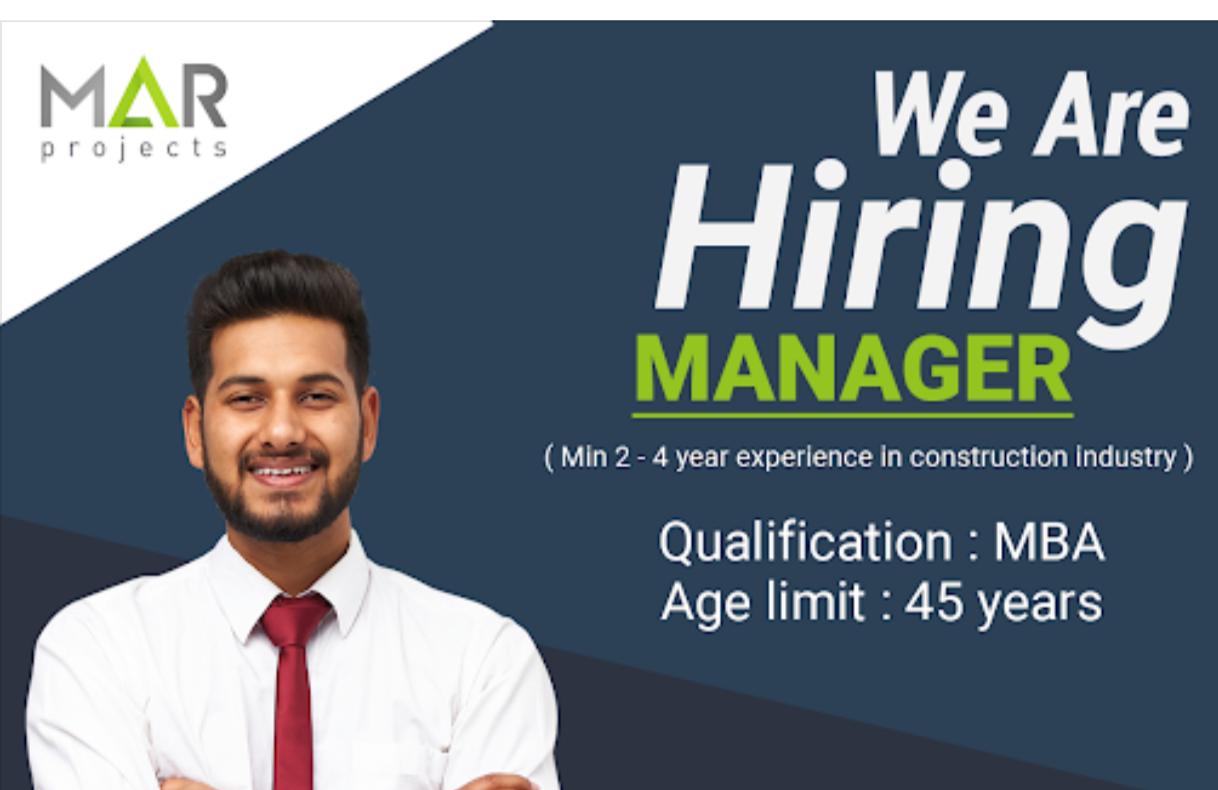 MAR
projects
We Are
Hiring
MANAGER
( Min 2 - 4 year experience in construction industry )
Qualification : MBA
Age limit : 45 years